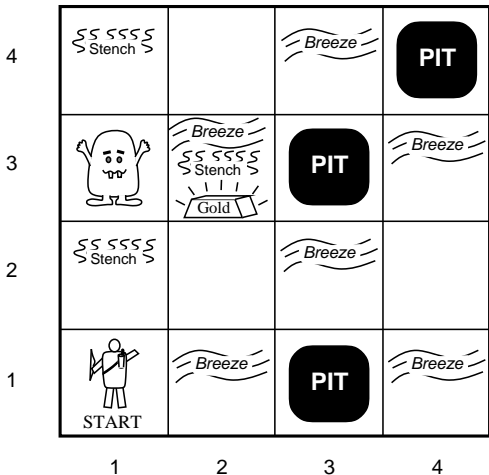 4
Stench
Breeze
PIT
3
Breeze
Stench
Gold
PIT
Breeze
2
Stench
Breeze
1
START
Breeze
PIT
Breeze
1 2 3 4